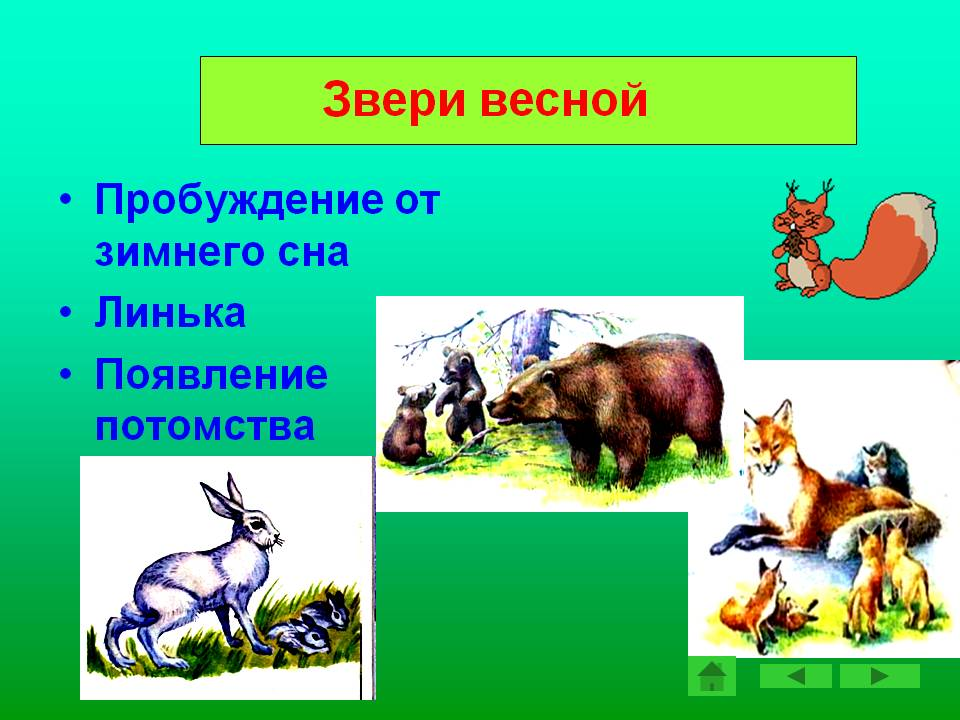 Звери весной
• Пробуждение от
зимнего сна
• Линька
• Появление
потомства